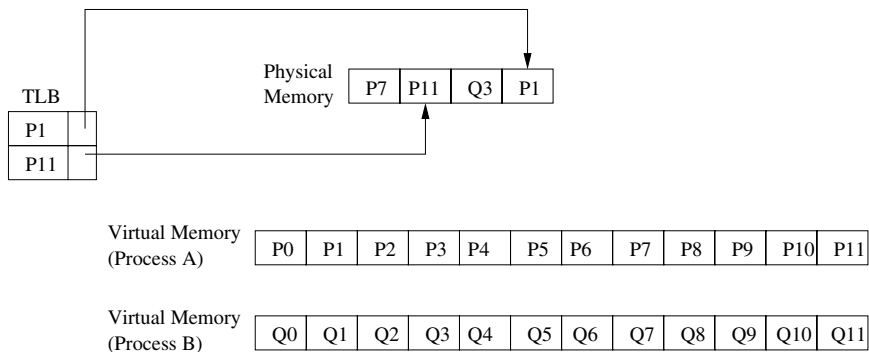 Physical
Memory
P7 P11 Q3 P1
TLB
P1
P11
Virtual Memory
(Process A)
P0 P1 P2 P3 P4 P5 P6 P7 P8 P9 P10 P11
Virtual Memory
(Process B)
Q0 Q1 Q2 Q3 Q4 Q5 Q6 Q7 Q8 Q9 Q10 Q11